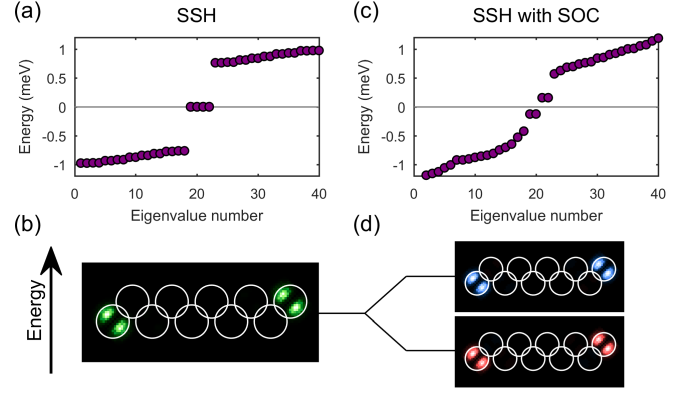 (a) SSH
(c) SSH with SOC
Energy (meV)
1
0.5
0
-0.5
-1
0 10 20 30 40
Eigenvalue number
Energy (meV)
1
0.5
0
-0.5
-1
0 10 20 30 40
Eigenvalue number
(b)
(d)
Energy